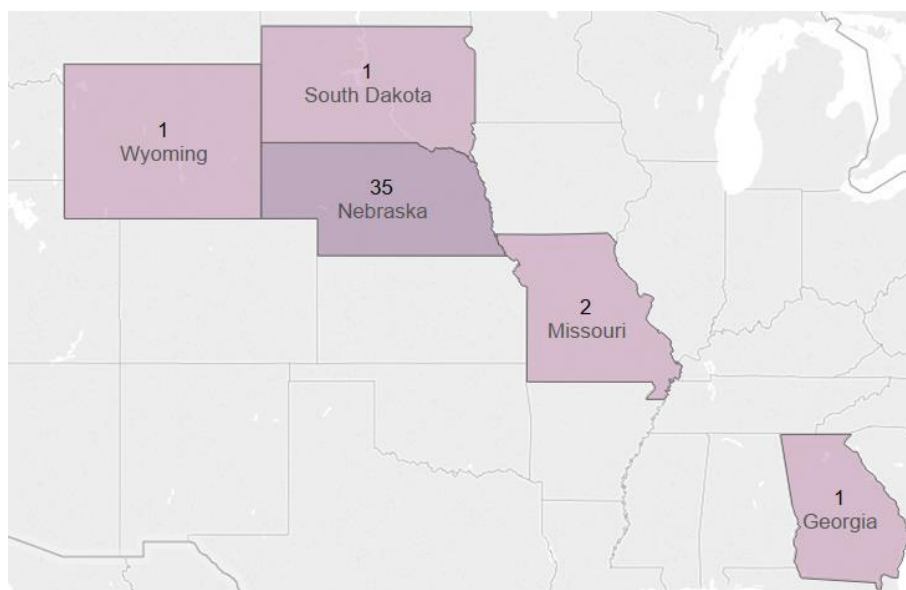 1
South Dakota
1
Wyoming
35
Nebraska
2
Missouri
1
Georgia